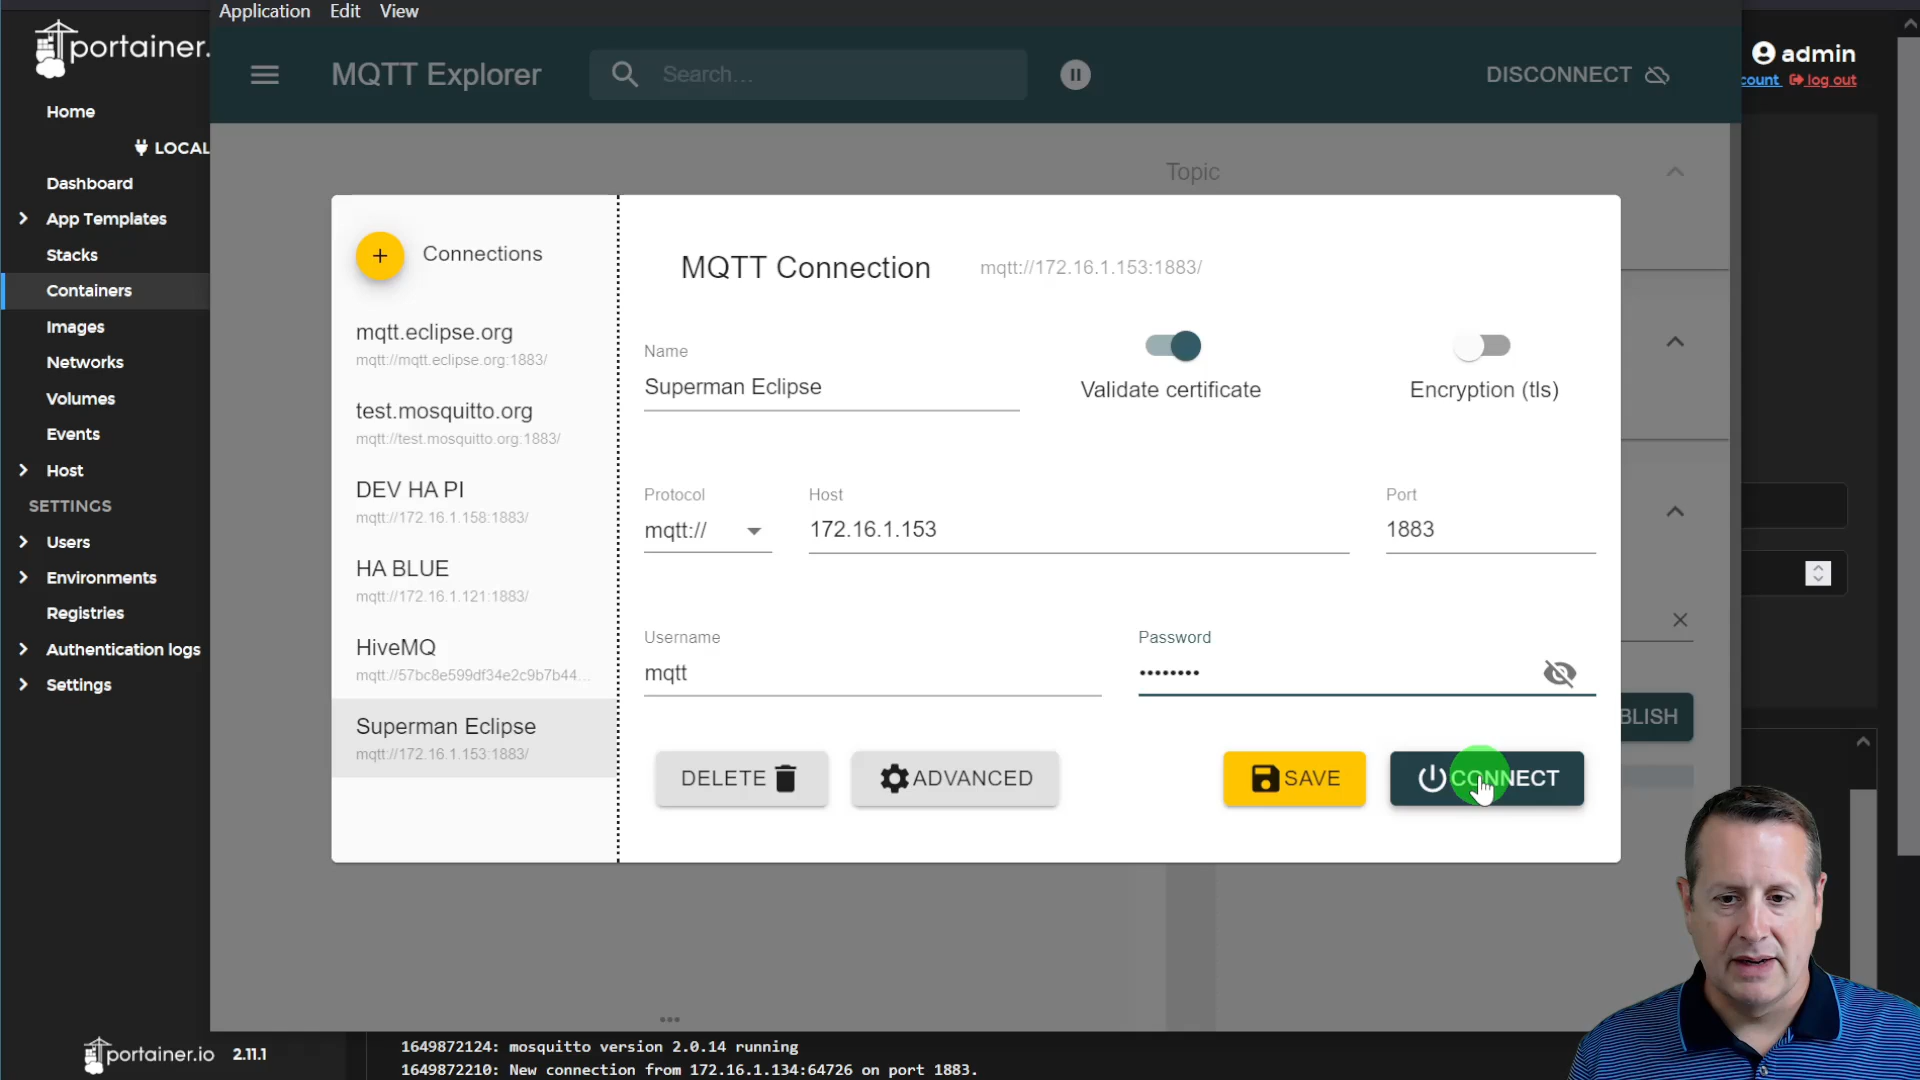 Application Edit View
portainer.
MQTT Explorer
Search...
DISCONNECT
admin
count log out
Home
LOCAL
Dashboard
App Templates
Stacks
Containers
Images
Networks
Volumes
Events
Host
SETTINGS
Users
Environments
Registries
Authentication logs
Settings
portainer.io 2.11.1
Topic
Connections
mqtt.eclipse.org
mqtt://mqtt.eclipse.org:1883/
test.mosquitto.org
mqtt://test.mosquitto.org:1883/
DEV HA PI
mqtt://172.16.1.158:1883/
HA BLUE
mqtt://172.16.1.121:1883/
HiveMQ
mqtt://57bc8e599df34e2c9b7b44...
Superman Eclipse
mqtt://172.16.1.153:1883/
MQTT Connection mqtt://172.16.1.153:1883/
Name
Superman Eclipse
Validate certificate
Encryption (tls)
Protocol Host Port
mqtt:// 172.16.1.153 1883
Username Password
mqtt ••••••••
DELETE ADVANCED SAVE CONNECT
BLISH
1649872124: mosquitto version 2.0.14 running
1649872210: New connection from 172.16.1.134:64726 on port 1883.